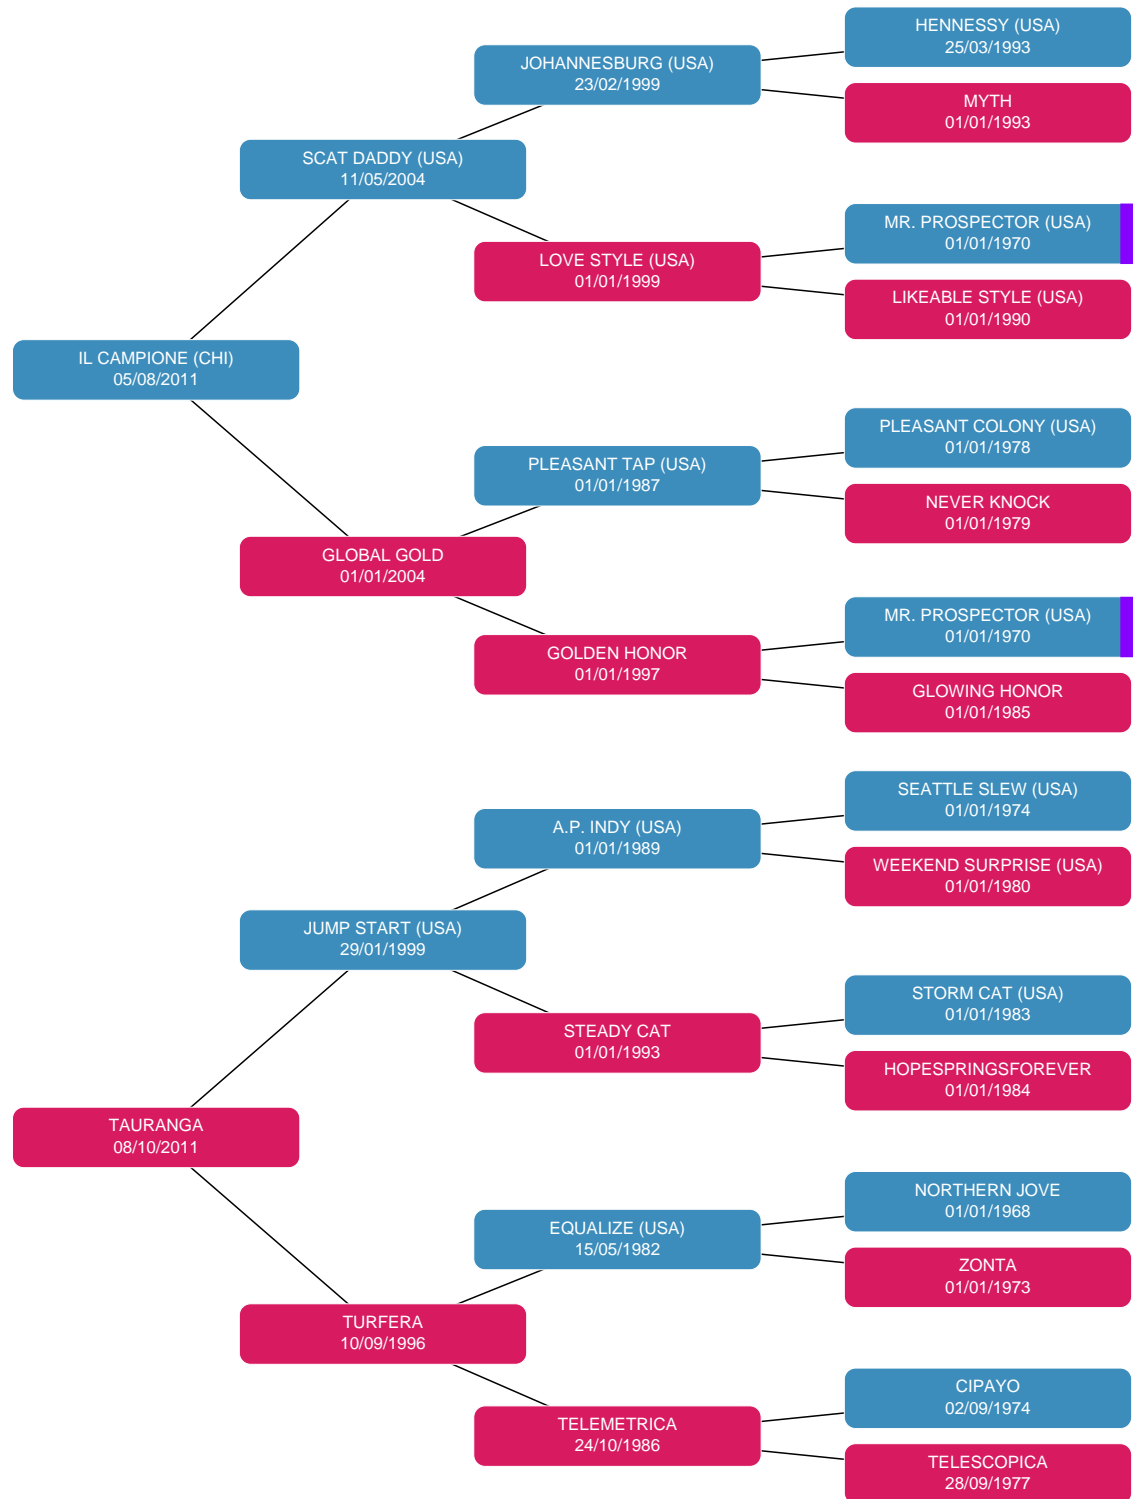 HENNESSY (USA)
25/03/1993
JOHANNESBURG (USA)
23/02/1999
MYTH
01/01/1993
SCAT DADDY (USA)
11/05/2004
MR. PROSPECTOR (USA)
01/01/1970
LOVE STYLE (USA)
01/01/1999
LIKEABLE STYLE (USA)
01/01/1990
IL CAMPIONE (CHI)
05/08/2011
PLEASANT COLONY (USA)
01/01/1978
PLEASANT TAP (USA)
01/01/1987
NEVER KNOCK
01/01/1979
GLOBAL GOLD
01/01/2004
MR. PROSPECTOR (USA)
01/01/1970
GOLDEN HONOR
01/01/1997
GLOWING HONOR
01/01/1985
SEATTLE SLEW (USA)
01/01/1974
A.P. INDY (USA)
01/01/1989
WEEKEND SURPRISE (USA)
01/01/1980
JUMP START (USA)
29/01/1999
STORM CAT (USA)
01/01/1983
STEADY CAT
01/01/1993
HOPESPRINGSFOREVER
01/01/1984
TAURANGA
08/10/2011
NORTHERN JOVE
01/01/1968
EQUALIZE (USA)
15/05/1982
ZONTA
01/01/1973
TURFERA
10/09/1996
CIPAYO
02/09/1974
TELEMETRICA
24/10/1986
TELESCOPICA
28/09/1977